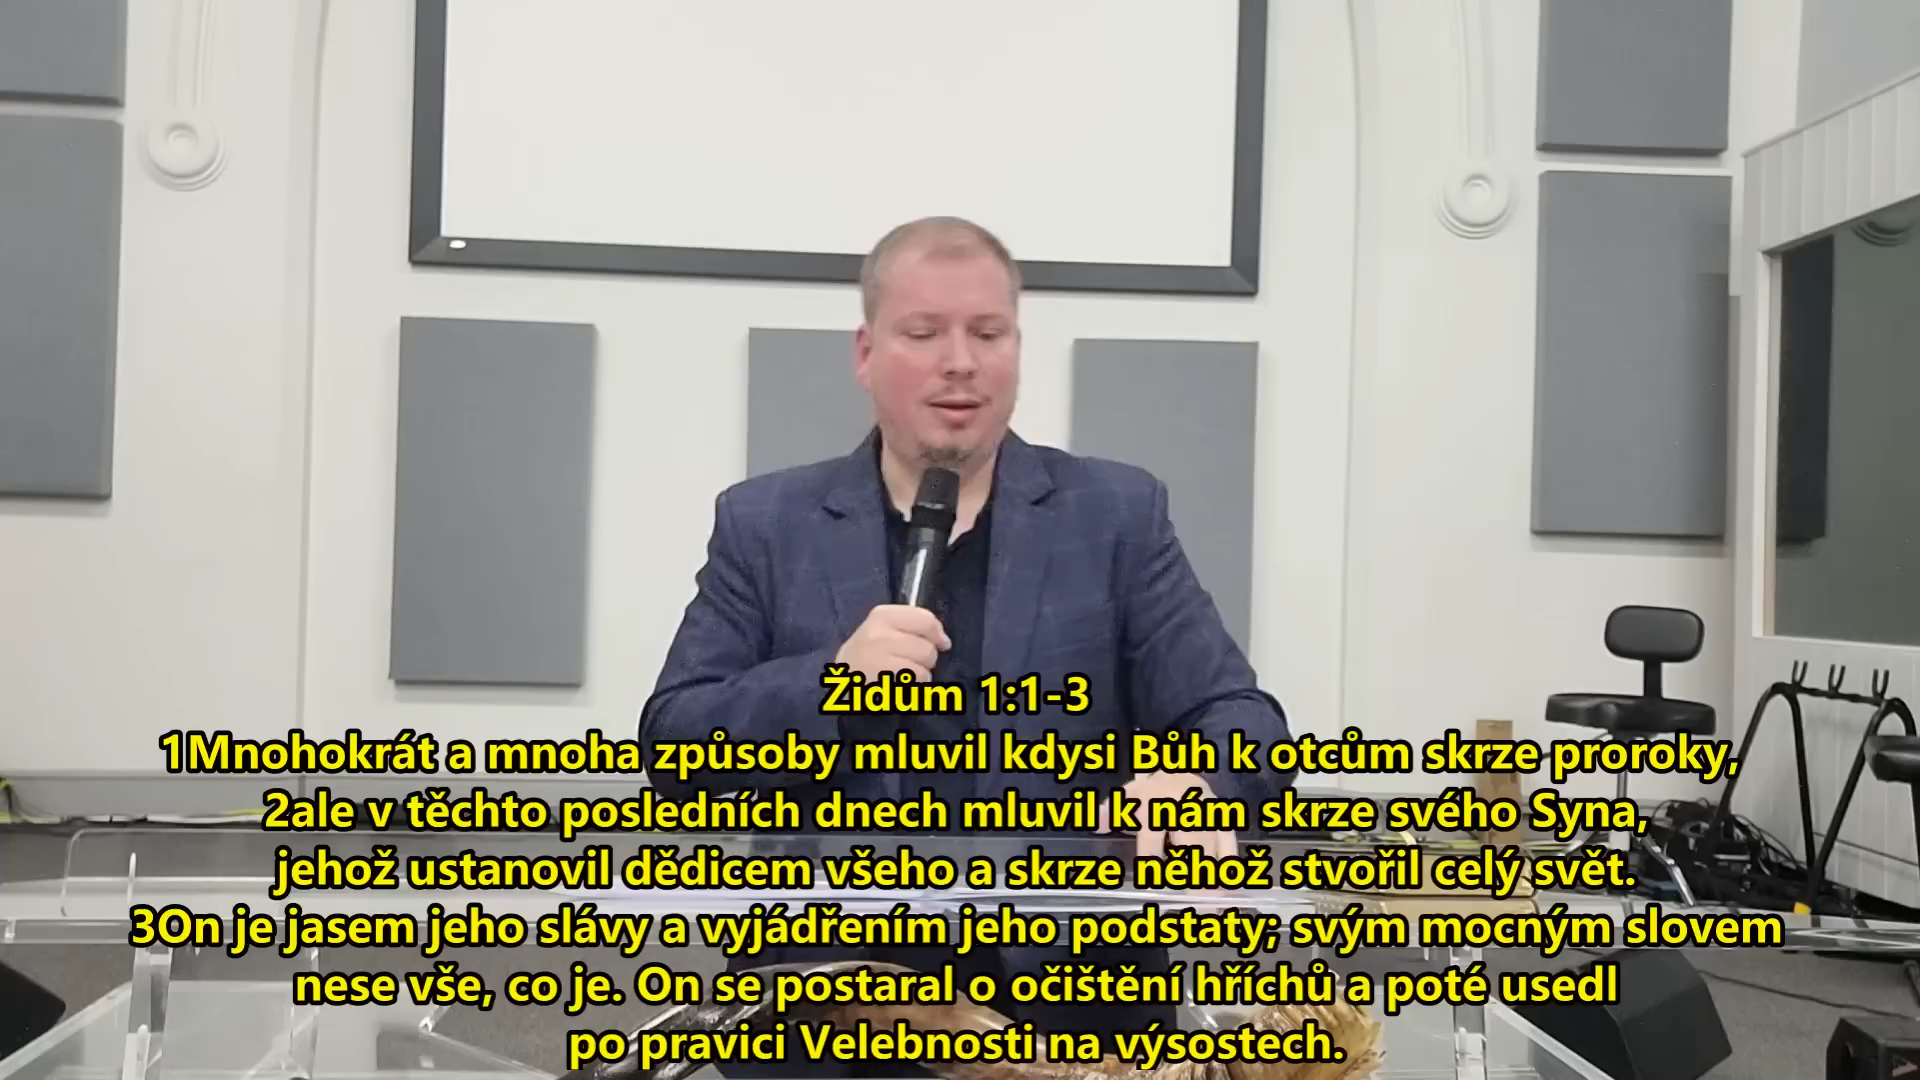 Židům 1:1-3
1Mnohokrát a mnoha způsoby mluvil kdysi Bůh k otcům skrze proroky,
2ale v těchto posledních dnech mluvil k nám skrze svého Syna,
jehož ustanovil dědicem všeho a skrze něhož stvořil celý svět.
3On je jasem jeho slávy a vyjádřením jeho podstaty; svým mocným slovem
nese vše, co je. On se postaral o očištění hříchů a poté usedl
po pravici Velebnosti na výsostech.